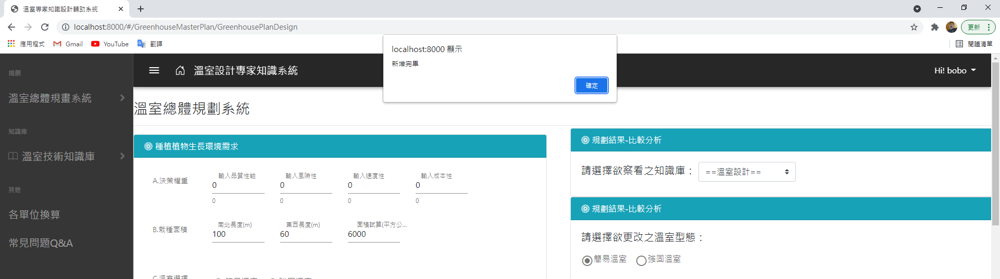 溫室專家知識設計輔助系統
localhost:8000/#/GreenhouseMasterPlan/GreenhousePlanDesign
更新
應用程式 Gmail YouTube 翻譯
閱讀清單
localhost:8000 顯示
新增完畢
確定
規劃
溫室總體規畫系統
知識庫
溫室技術知識庫
其他
各單位換算
常見問題Q&A
溫室設計專家知識系統
Hi! bobo
溫室總體規劃系統
種植植物生長環境需求
A.決策權重
輸入品質性能 輸入風險性 輸入速度性 輸入成本性
0 0 0 0
0 0 0 0
B.栽種面積
南北長度(m) 東西長度(m) 面積試算(平方公...
100 60 6000
C.溫室選擇
簡易溫室 強固溫室
規劃結果-比較分析
請選擇欲察看之知識庫： ==溫室設計==
規劃結果-比較分析
請選擇欲更改之溫室型態：
簡易溫室 強固溫室